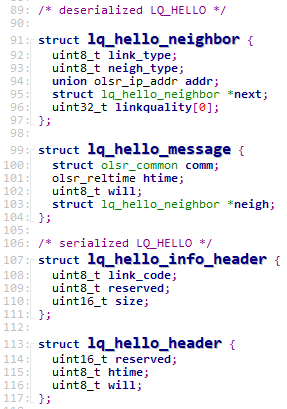 89: /* deserialized LQ_HELLO */
90:
91: struct lq_hello_neighbor {
92: uint8_t link_type;
93: uint8_t neigh_type;
94: union olsr_ip_addr addr;
95: struct lq_hello_neighbor *next;
96: uint32_t linkquality[0];
97: };
98:
99: struct lq_hello_message {
100: struct olsr_common comm;
101: olsr_reltime htime;
102: uint8_t will;
103: struct lq_hello_neighbor *neigh;
104: };
105:
106: /* serialized LQ_HELLO */
107: struct lq_hello_info_header {
108: uint8_t link_code;
109: uint8_t reserved;
110: uint16_t size;
111: };
112:
113: struct lq_hello_header {
114: uint16_t reserved;
115: uint8_t htime;
116: uint8_t will;
117: };